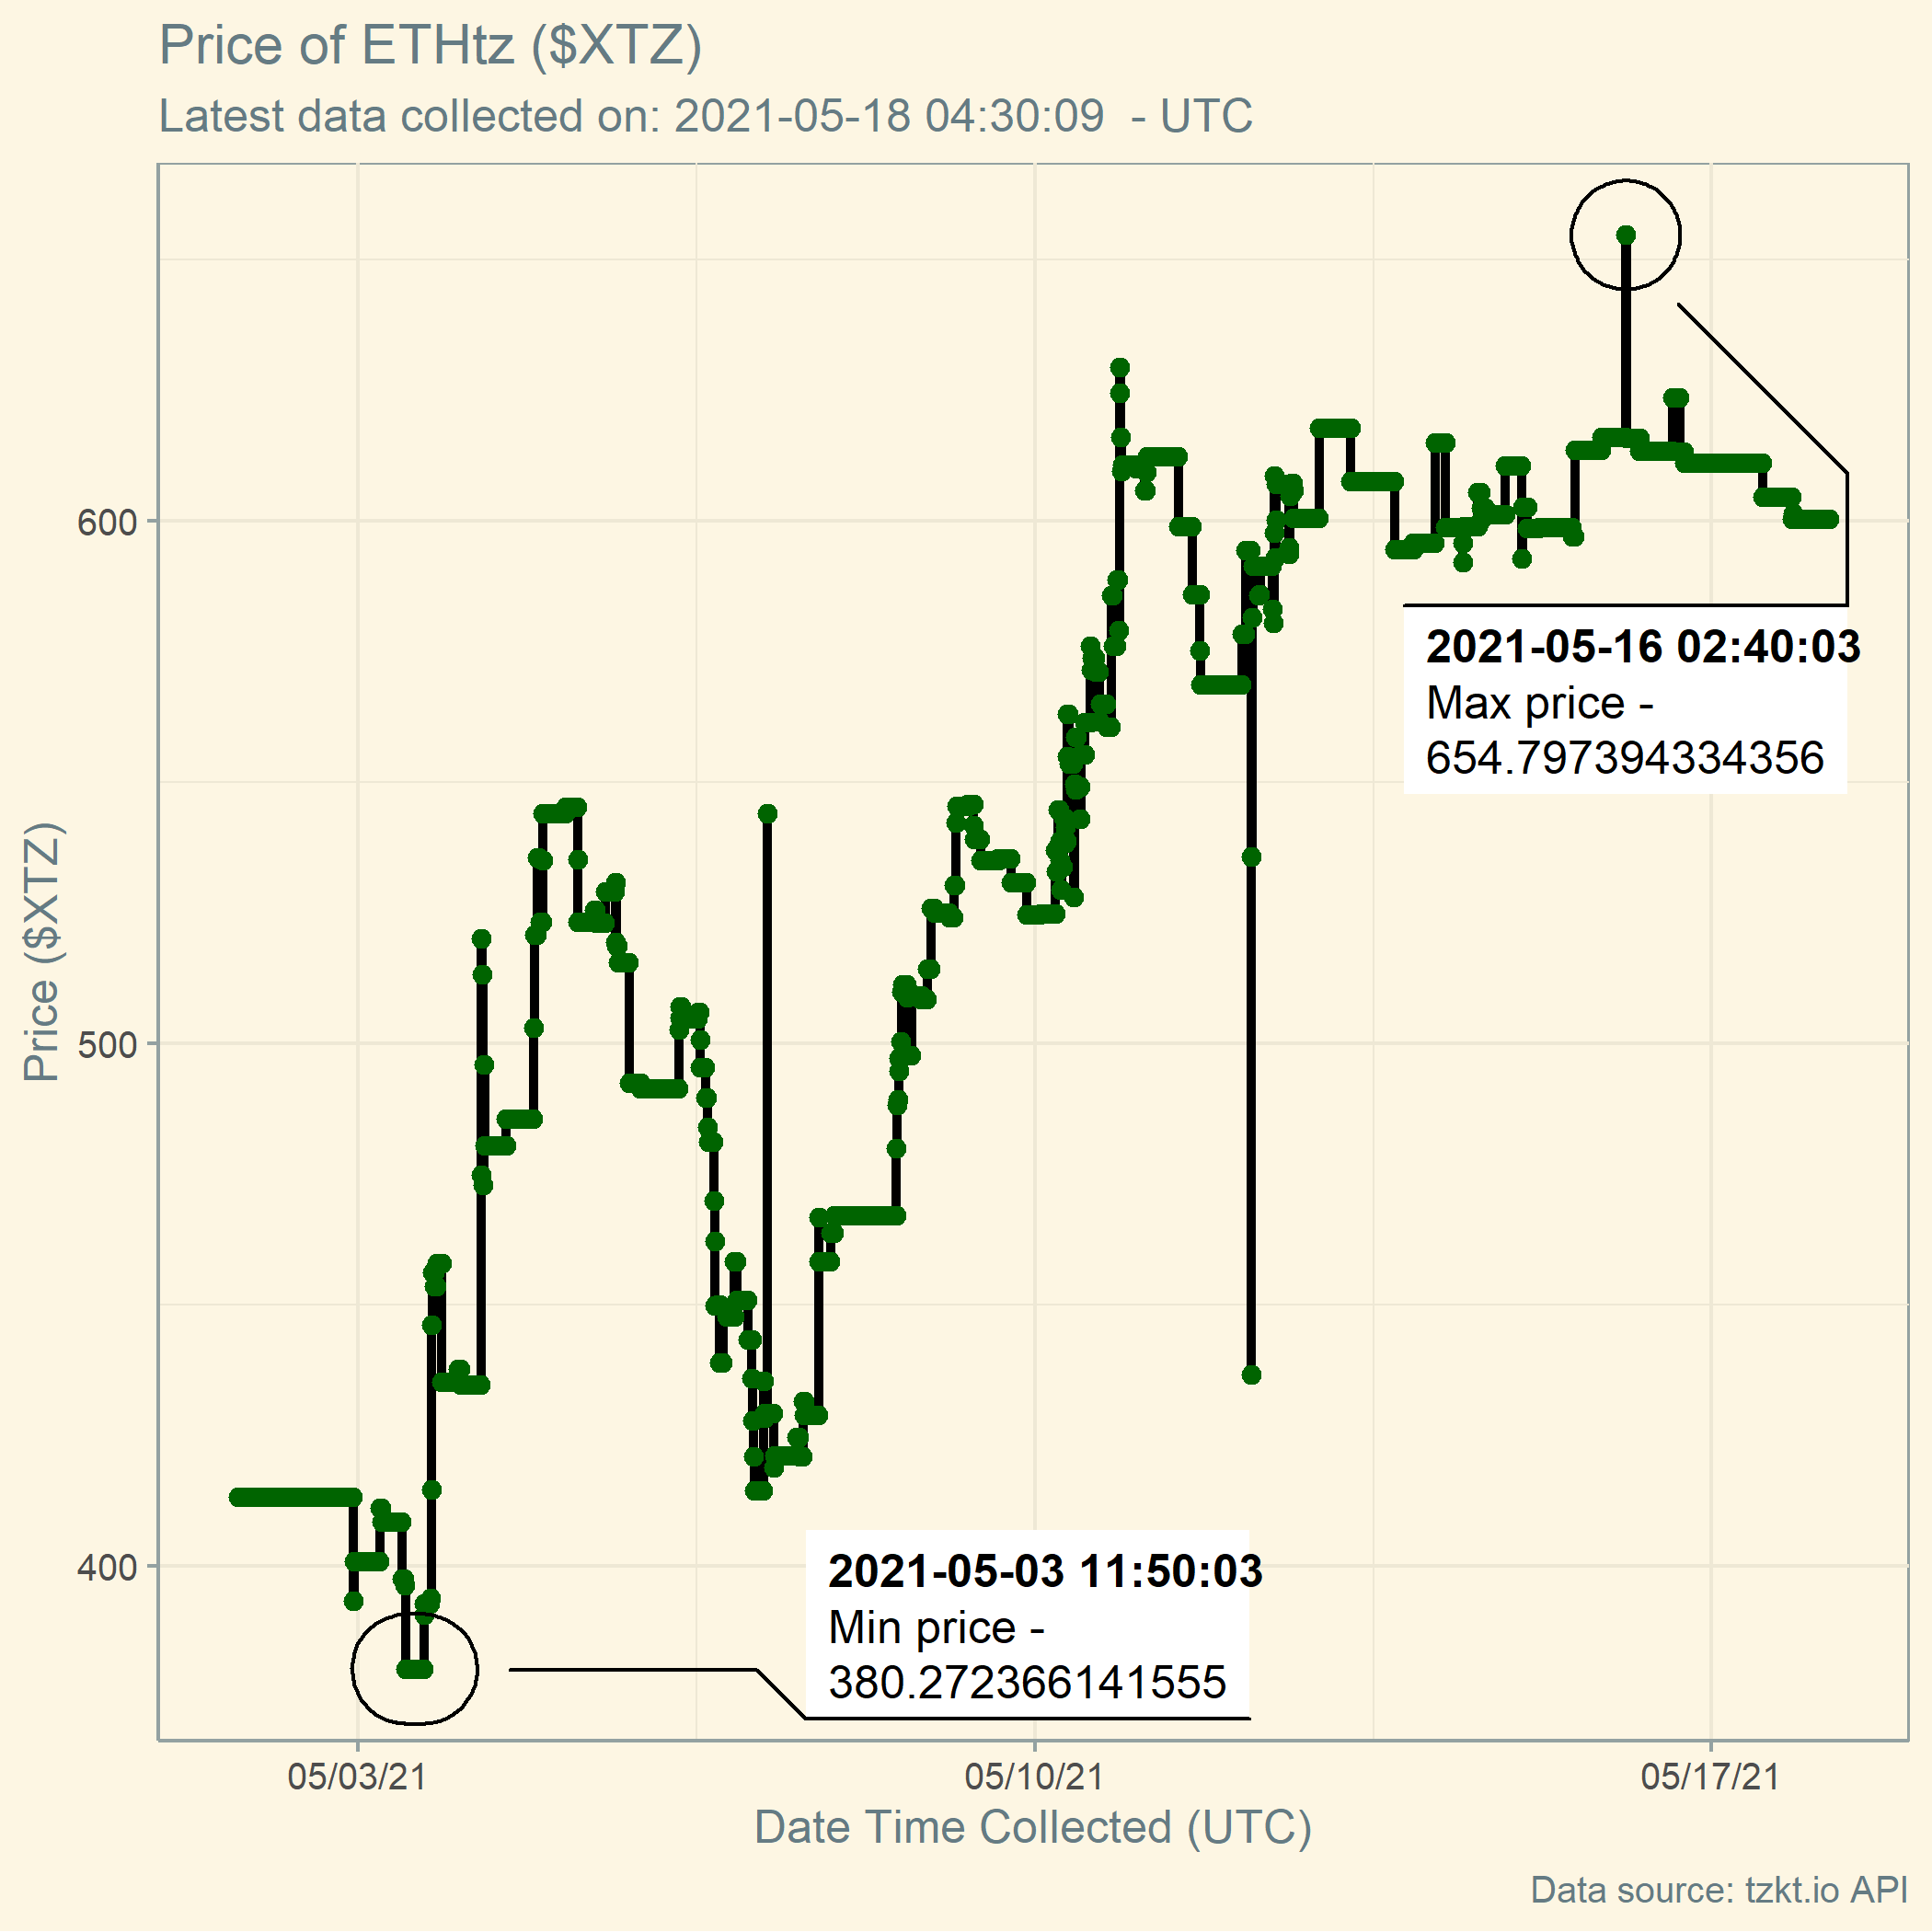 Price of ETHtz ($XTZ)
Latest data collected on: 2021-05-18 04:30:09  - UTC
Price ($XTZ)
600
500
400
2021-05-16 02:40:03
Max price -
654.797394334356
2021-05-03 11:50:03
Min price -
380.272366141555
05/03/21
05/10/21
05/17/21
Date Time Collected (UTC)
Data source: tzkt.io API